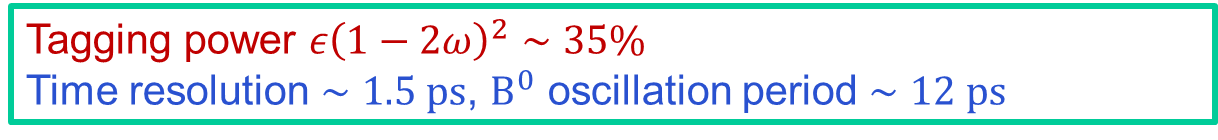 Tagging power ϵ(1 − 2ω)² ~ 35%
Time resolution ~ 1.5 ps, B⁰ oscillation period ~ 12 ps